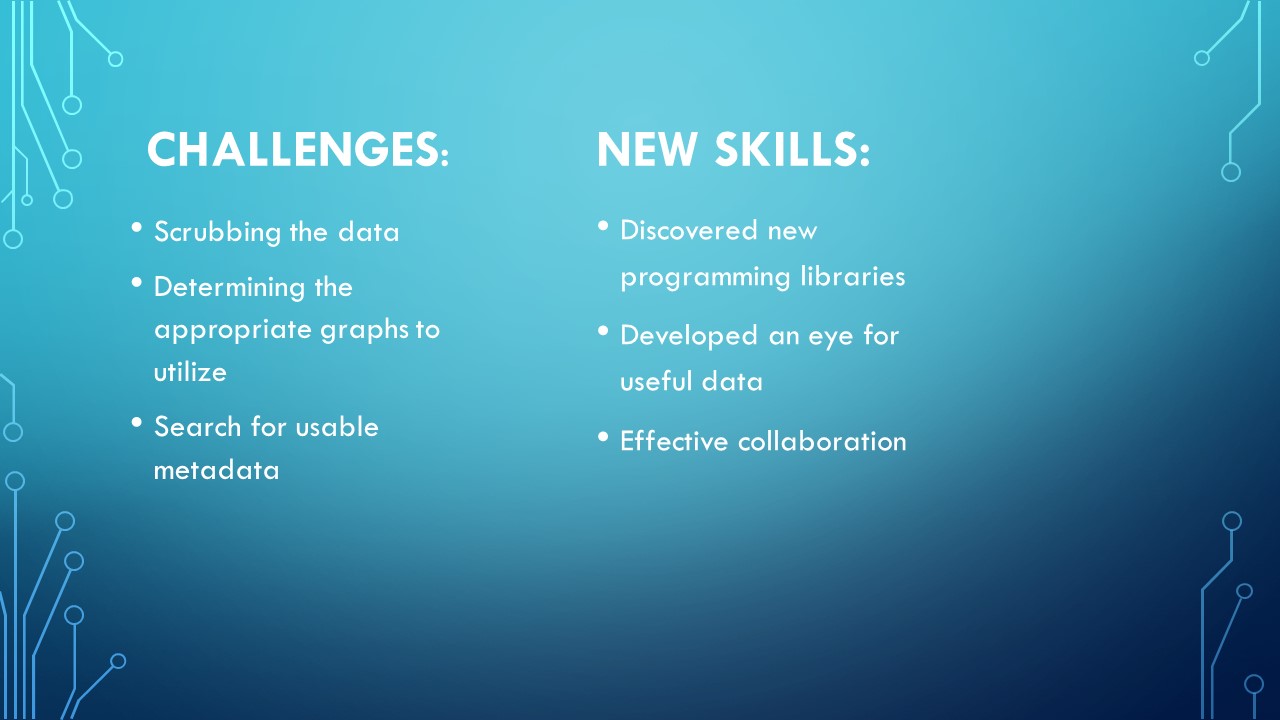 CHALLENGES:
• Scrubbing the data
• Determining the
appropriate graphs to
utilize
• Search for usable
metadata
NEW SKILLS:
• Discovered new
programming libraries
• Developed an eye for
useful data
• Effective collaboration